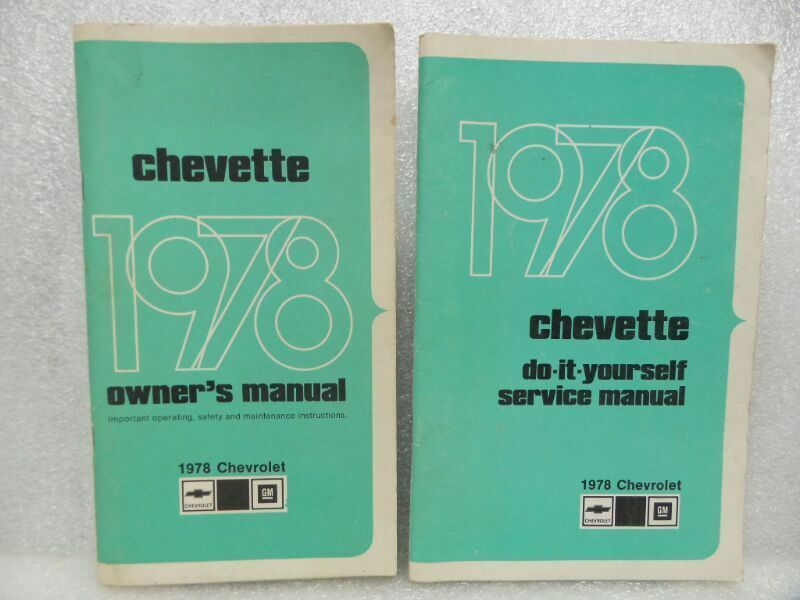 chevette
1978
owner's manual
Important operating, safety and maintenance instructions.
1978 Chevrolet
CHEVROLET
GM
1978
chevette
do-it-yourself
service manual
1978 Chevrolet
CHEVROLET
GM